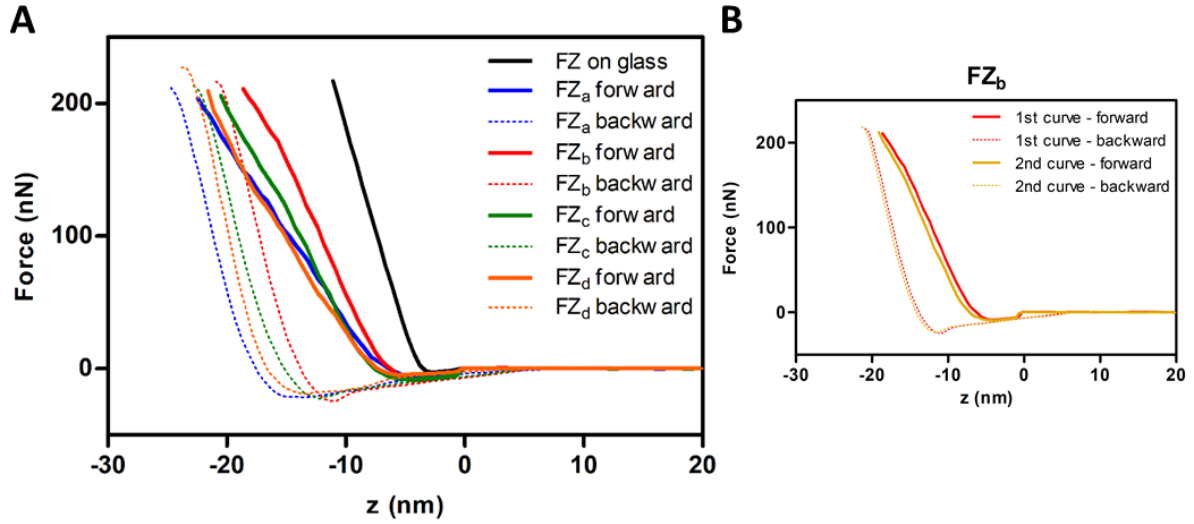 A
FZ on glass
FZa forward
FZa backward
FZb forward
FZb backward
FZc forward
FZc backward
FZd forward
FZd backward
200
100
0
Force (nN)
-30 -20 -10 0 10 20
z (nm)
B
FZb
1st curve - forward
1st curve - backward
2nd curve - forward
2nd curve - backward
200
100
0
Force (nN)
-30 -20 -10 0 10 20
z (nm)